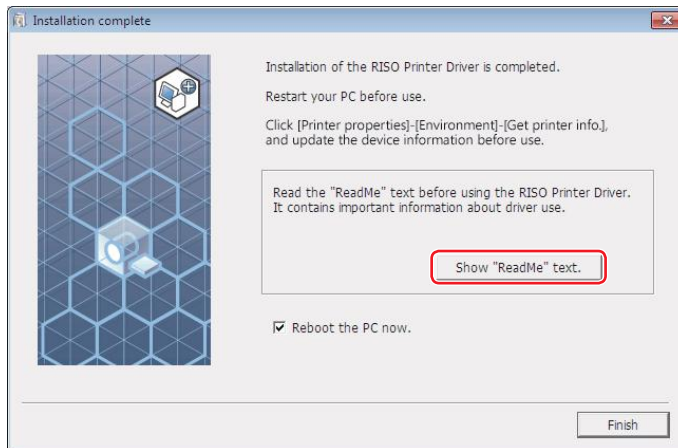 Installation complete
Installation of the RISO Printer Driver is completed.
Restart your PC before use.
Click [Printer properties]-[Environment]-[Get printer info.],
and update the device information before use.
Read the "ReadMe" text before using the RISO Printer Driver.
It contains important information about driver use.
Show "ReadMe" text.
Reboot the PC now.
Finish